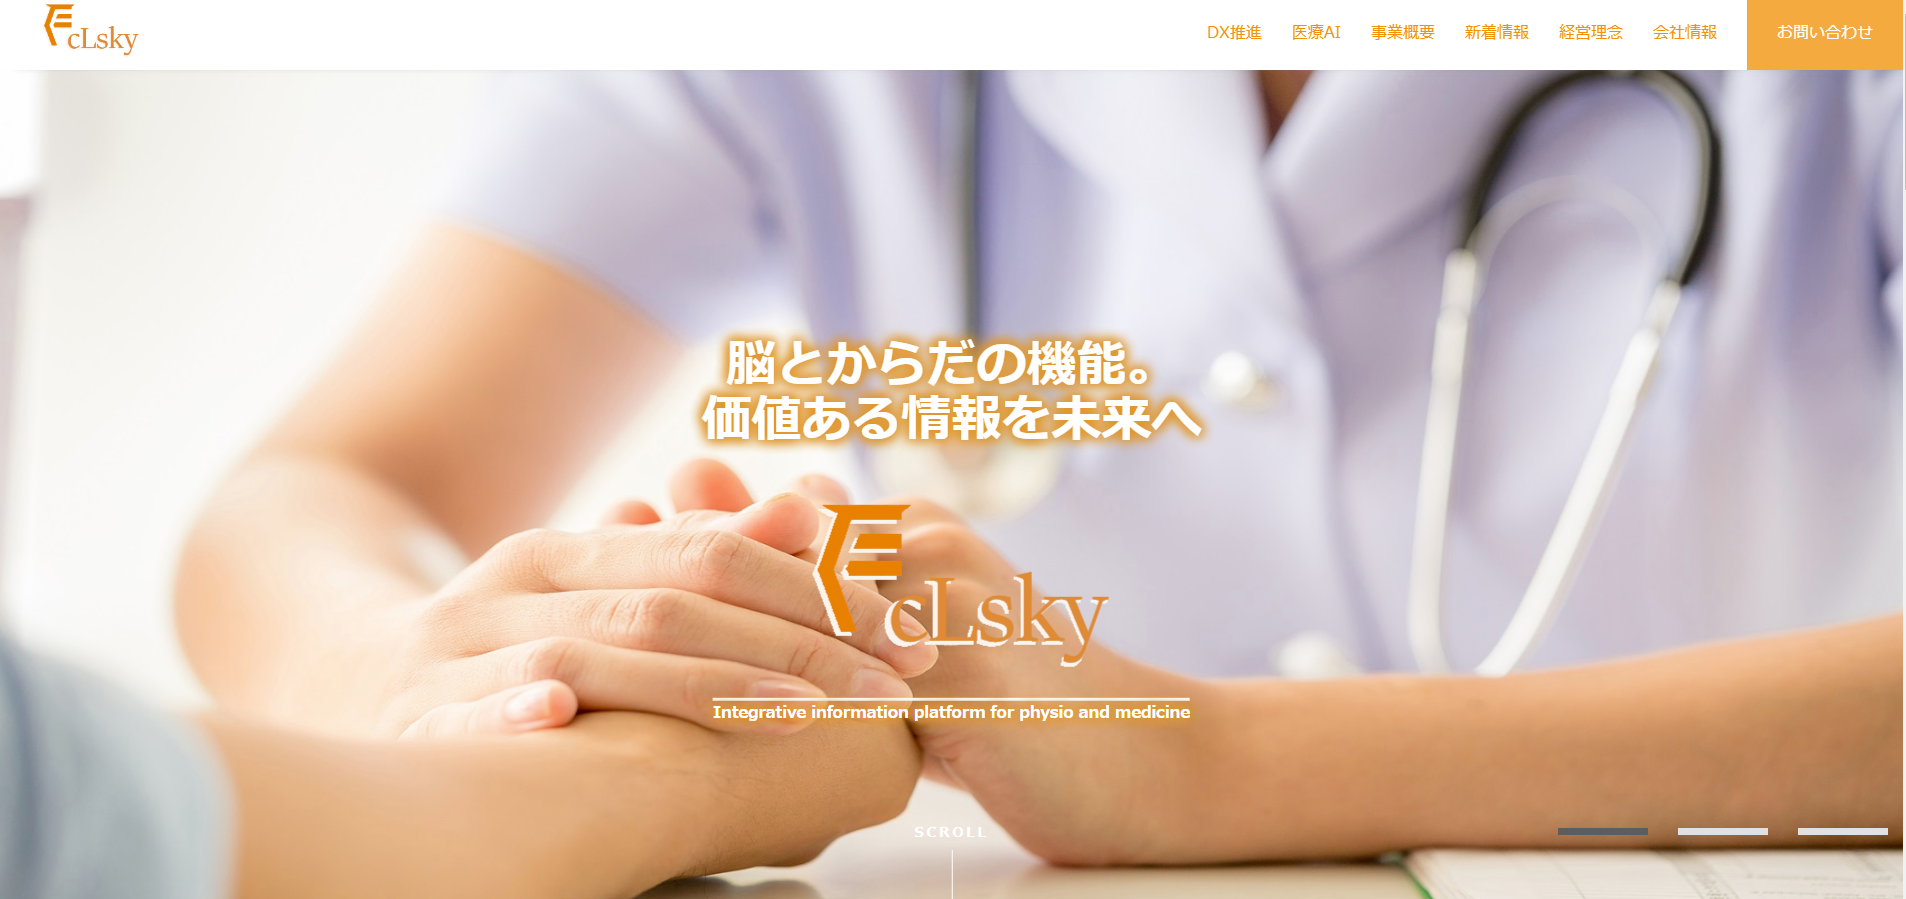 cLsky
DX推進
医療AI
事業概要
新着情報
経営理念
会社情報
お問い合わせ
脳とからだの機能。
価値ある情報を未来へ
cLsky
Integrative information platform for physio and medicine
SCROLL